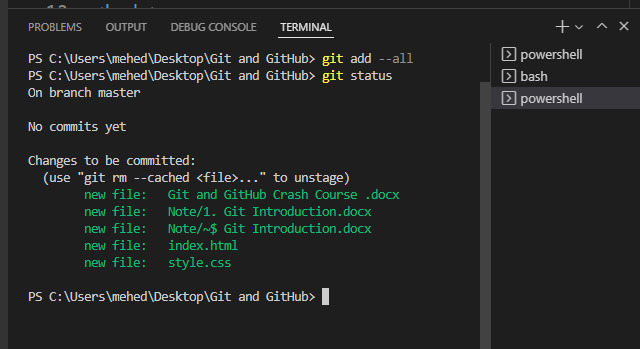 PROBLEMS OUTPUT DEBUG CONSOLE TERMINAL
PS C:\Users\mehed\Desktop\Git and GitHub> git add --all
PS C:\Users\mehed\Desktop\Git and GitHub> git status
On branch master
No commits yet
Changes to be committed:
(use "git rm --cached <file>..." to unstage)
new file: Git and GitHub Crash Course .docx
new file: Note/1. Git Introduction.docx
new file: Note/~$ Git Introduction.docx
new file: index.html
new file: style.css
PS C:\Users\mehed\Desktop\Git and GitHub>
powershell
bash
powershell